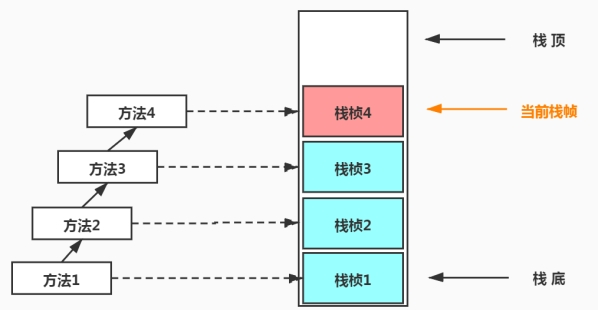 栈 顶
方法4
栈桢4
当前栈帧
方法3
栈桢3
方法2
栈桢2
方法1
栈桢1
栈 底